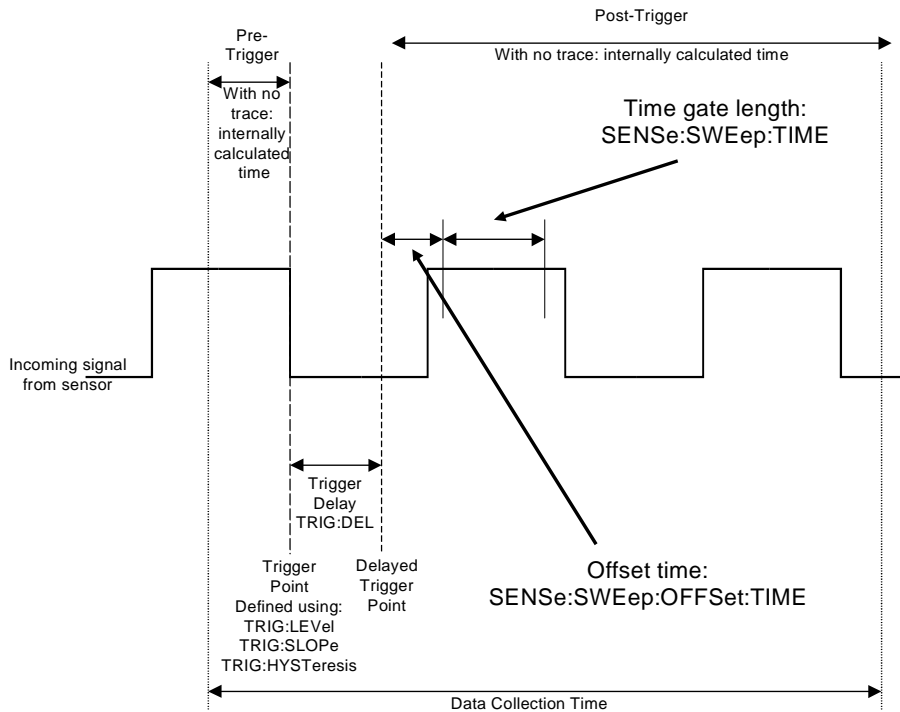 Post-Trigger
With no trace: internally calculated time
Pre-
Trigger
With no
trace:
internally
calculated
time
Time gate length:
SENSe:SWEep:TIME
Incoming signal
from sensor
Trigger
Delay
TRIG:DEL
Trigger
Point
Defined using:
TRIG:LEVel
TRIG:SLOPe
TRIG:HYSTeresis
Delayed
Trigger
Point
Offset time:
SENSe:SWEep:OFFSet:TIME
Data Collection Time